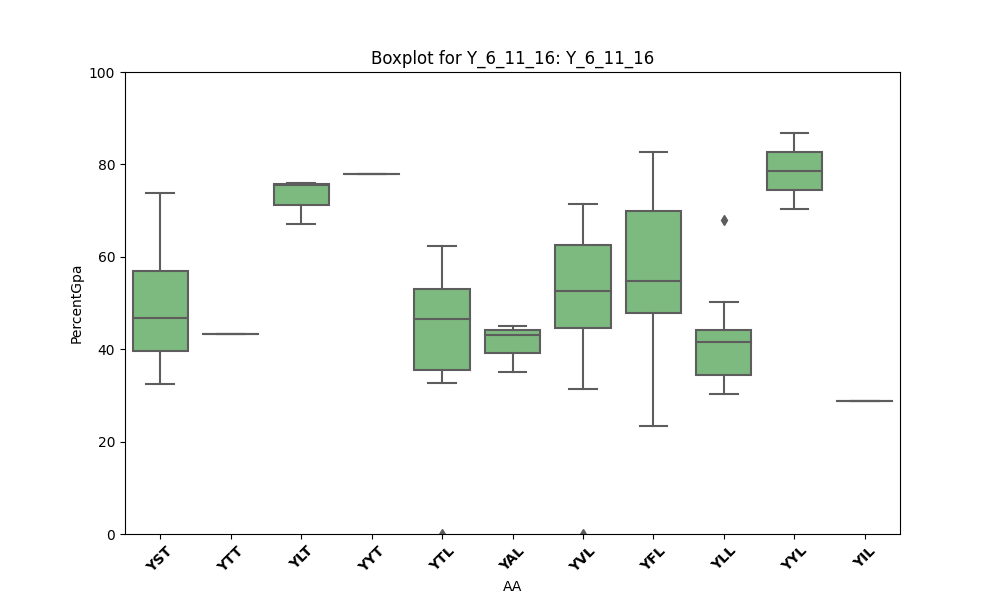 Boxplot for Y_6_11_16: Y_6_11_16
100
80
60
40
20
0
PercentGpa
YST YTT YLT YYT YTL YAL YVL YFL YLL YYL YIL
AA